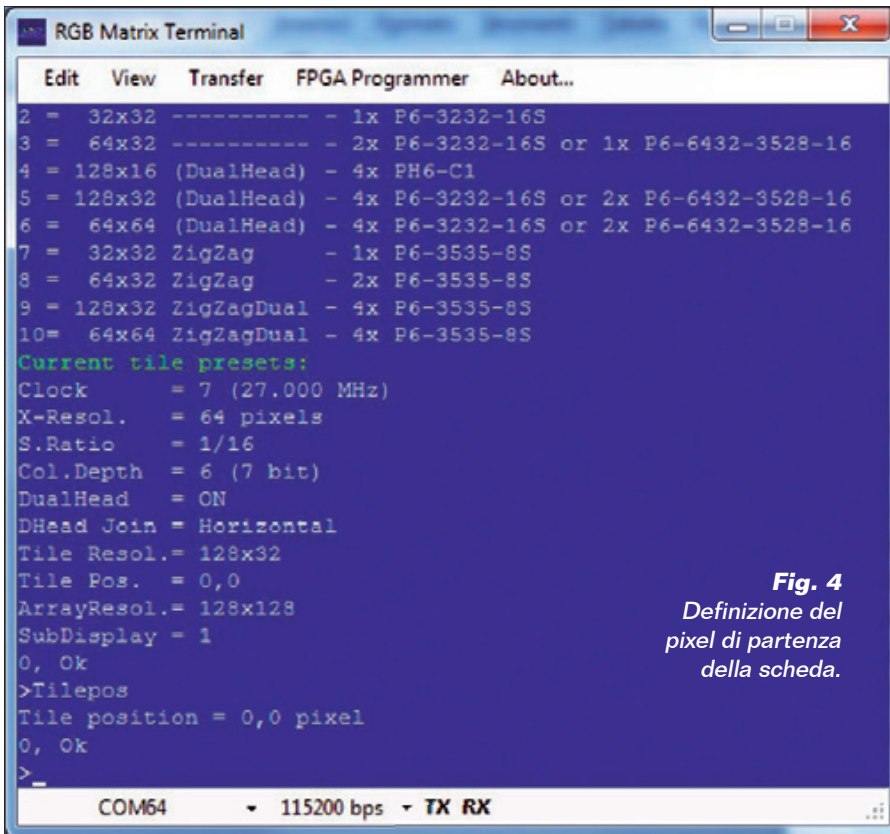 RGB Matrix Terminal
Edit View Transfer FPGA Programmer About...
2 = 32x32 ---------- - 1x P6-3232-16S
3 = 64x32 ---------- - 2x P6-3232-16S or 1x P6-6432-3528-16
4 = 128x16 (DualHead) - 4x PH6-C1
5 = 128x32 (DualHead) - 4x P6-3232-16S or 2x P6-6432-3528-16
6 = 64x64 (DualHead) - 4x P6-3232-16S or 2x P6-6432-3528-16
7 = 32x32 ZigZag - 1x P6-3535-8S
8 = 64x32 ZigZag - 2x P6-3535-8S
9 = 128x32 ZigZagDual - 4x P6-3535-8S
10= 64x64 ZigZagDual - 4x P6-3535-8S
Current tile presets:
Clock = 7 (27.000 MHz)
X-Resol. = 64 pixels
S.Ratio = 1/16
Col.Depth = 6 (7 bit)
DualHead = ON
DHead Join = Horizontal
Tile Resol.= 128x32
Tile Pos. = 0,0
ArrayResol.= 128x128
SubDisplay = 1
0, Ok
>Tilepos
Tile position = 0,0 pixel
0, Ok
>_
Fig. 4
Definizione del
pixel di partenza
della scheda.
COM64 115200 bps TX RX